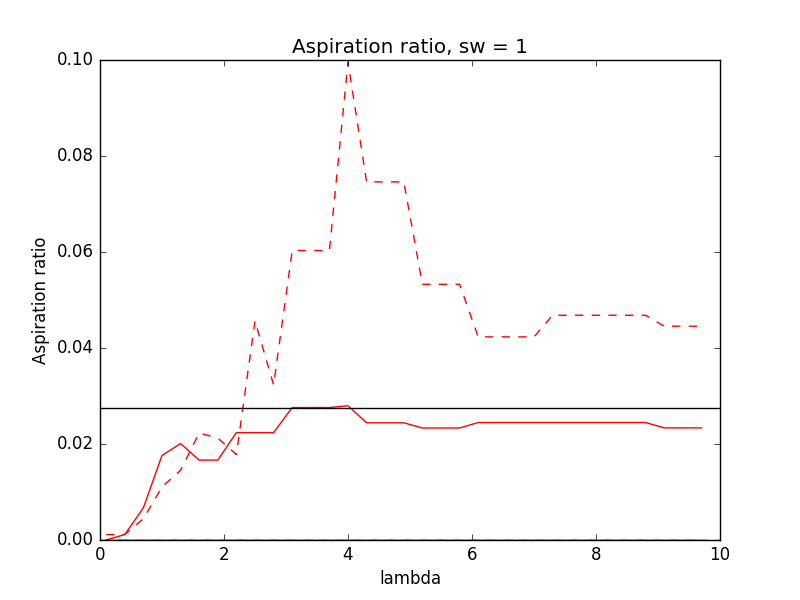 Aspiration ratio, sw = 1
0.10
0.08
0.06
0.04
0.02
0.00
Aspiration ratio
0 2 4 6 8 10
lambda